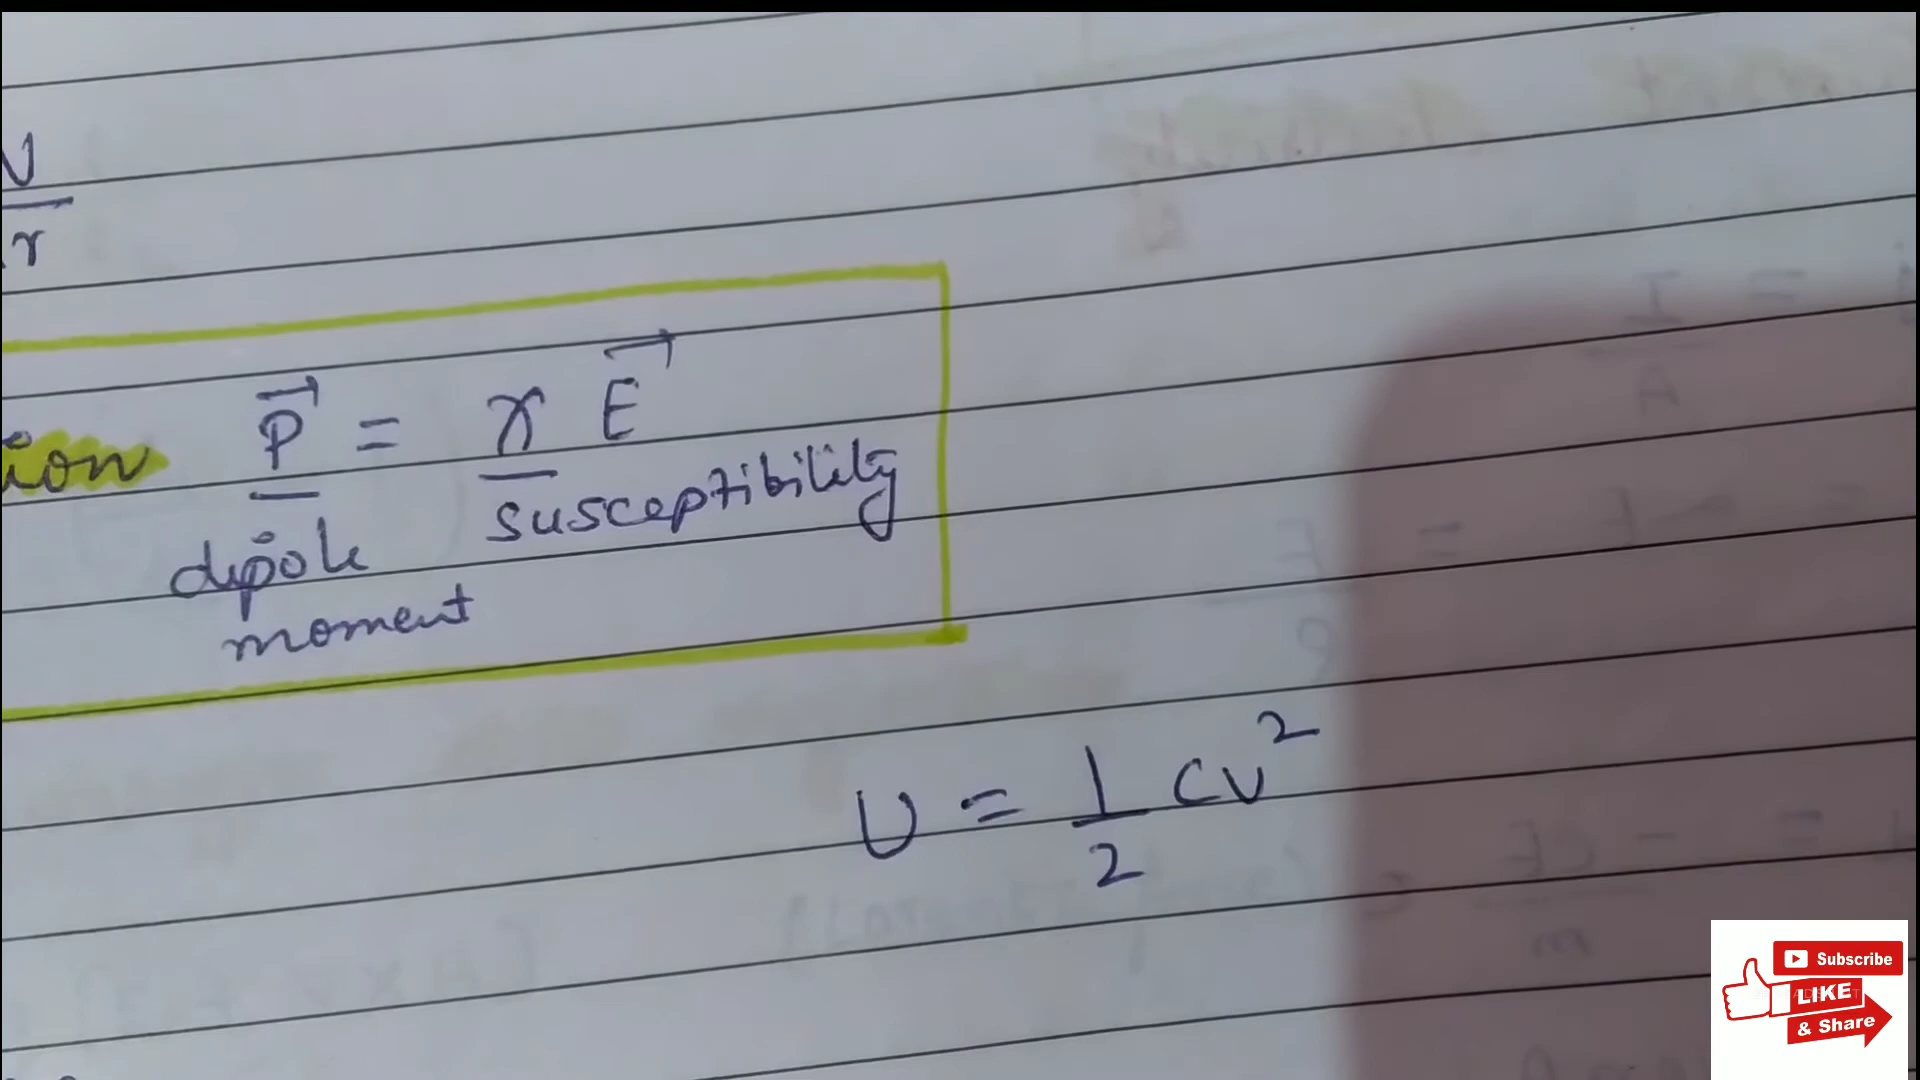 V
r
ion P⃗ = χ E⃗
dipole susceptibility
moment
U = 1/2 CV²
Subscribe
LIKE
& Share